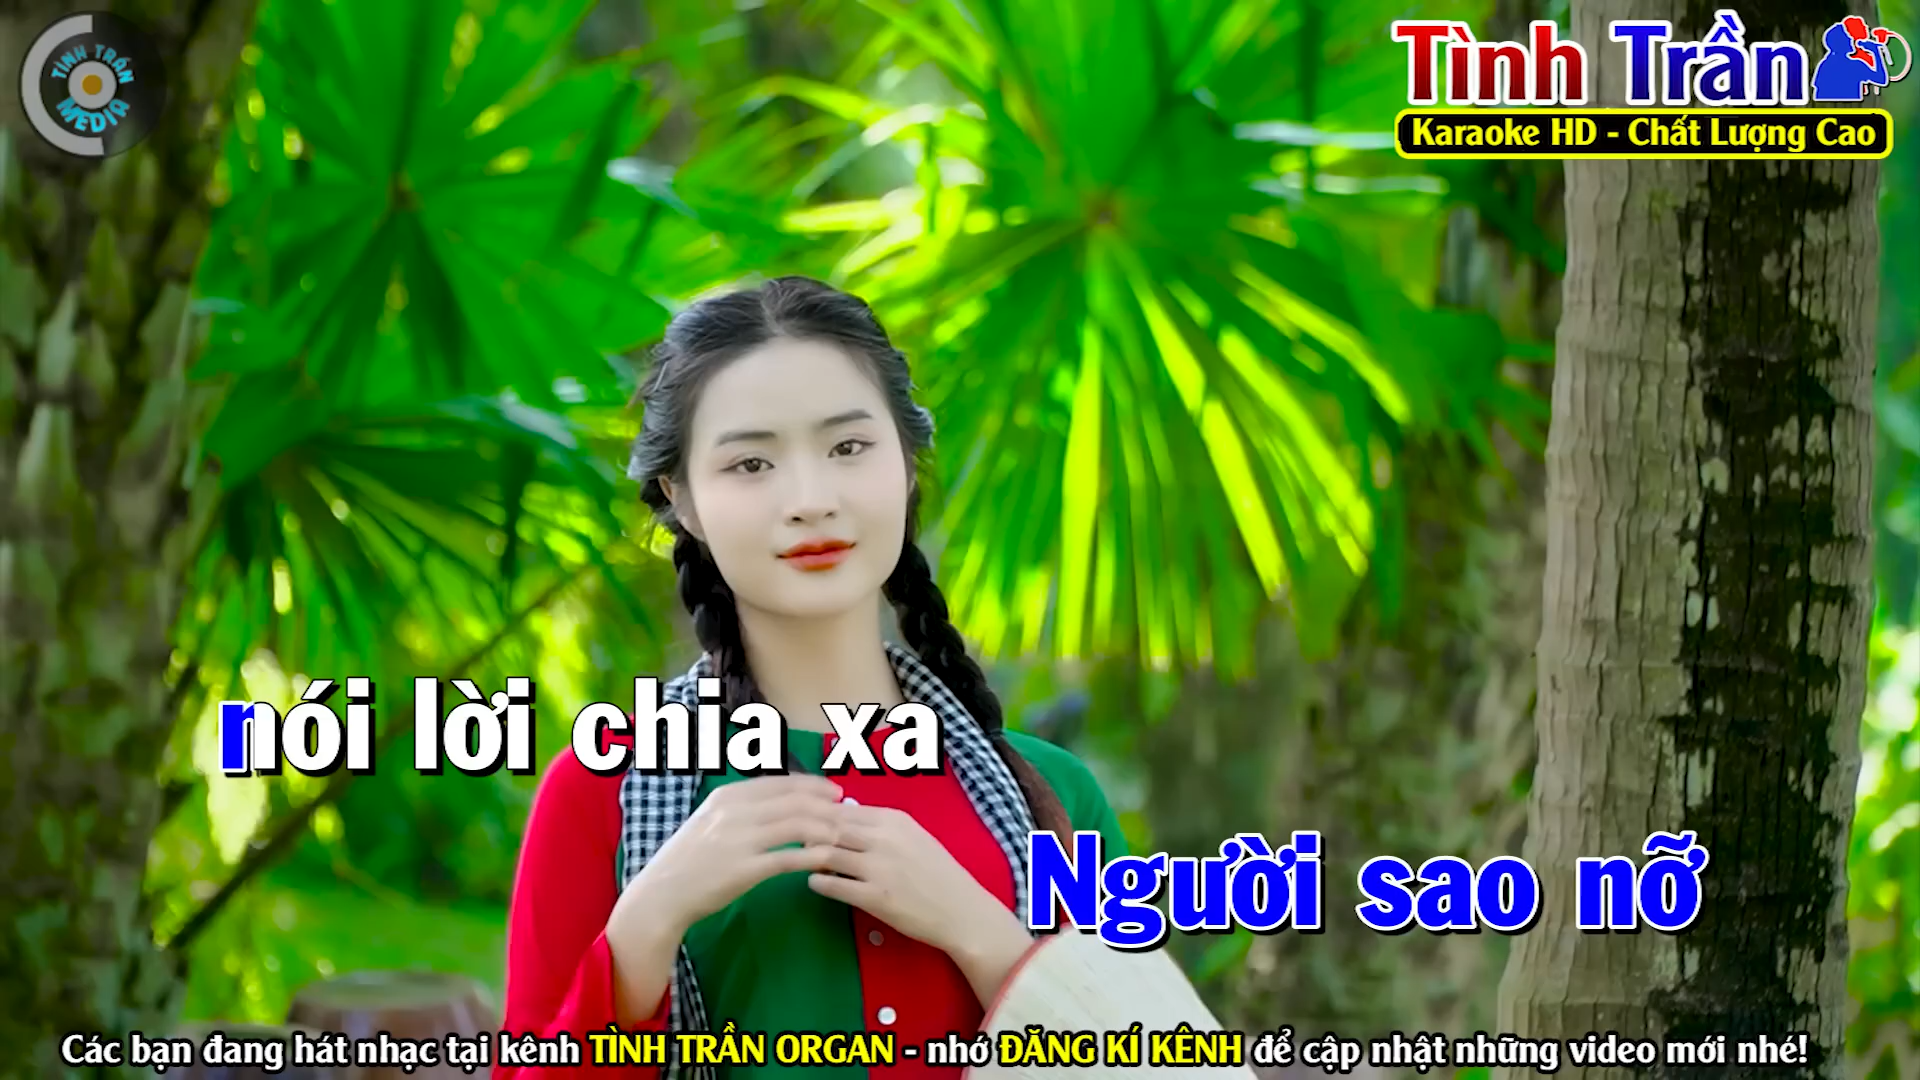 TÌNH TRẦN
MEDIA
Tình Trần
Karaoke HD - Chất Lượng Cao
nói lời chia xa
Người sao nỡ
Các bạn đang hát nhạc tại kênh TÌNH TRẦN ORGAN - nhớ ĐĂNG KÍ KÊNH để cập nhật những video mới nhé!